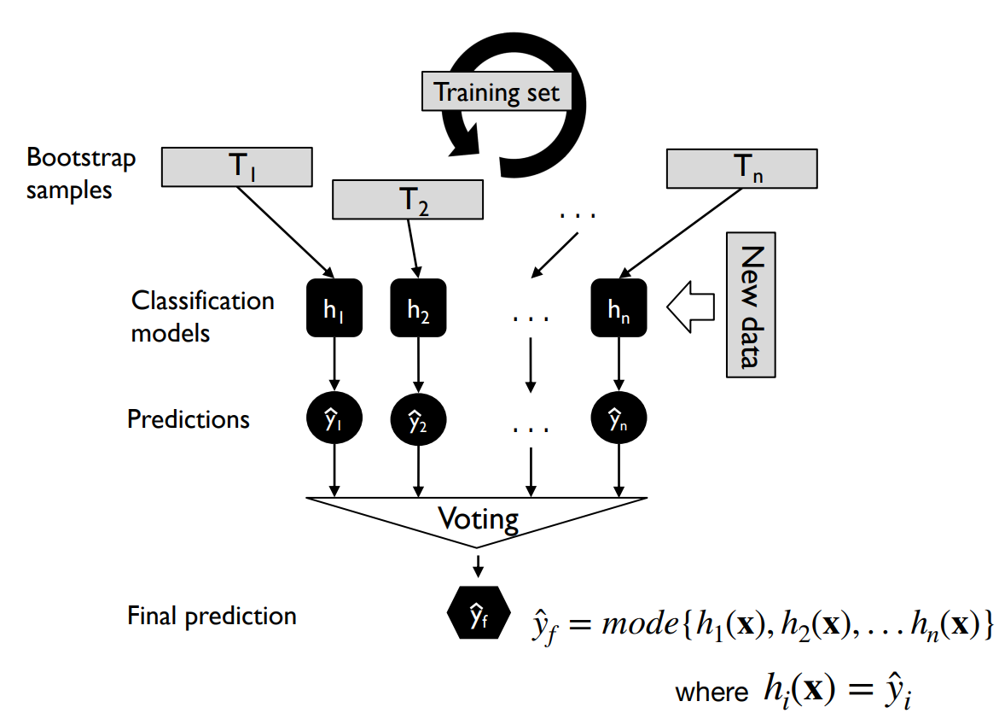 Training set
Bootstrap
samples
T1
T2
Tn
. . .
New data
Classification
models
h1
h2
. . .
hn
Predictions
ŷ1
ŷ2
. . .
ŷn
Voting
Final prediction
ŷf
ŷf = mode{h1(x), h2(x), . . . hn(x)}
where hi(x) = ŷi